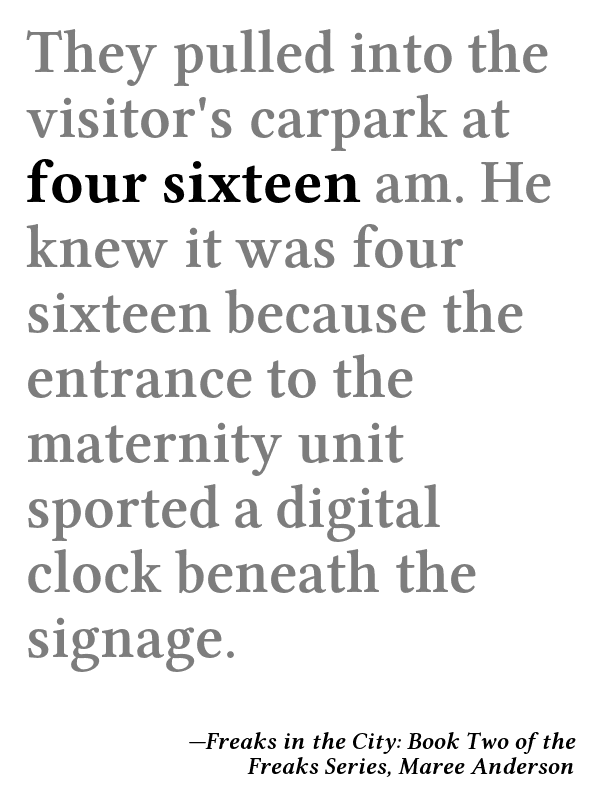 They pulled into the
visitor's carpark at
four sixteen am. He
knew it was four
sixteen because the
entrance to the
maternity unit
sported a digital
clock beneath the
signage.
—Freaks in the City: Book Two of the
Freaks Series, Maree Anderson